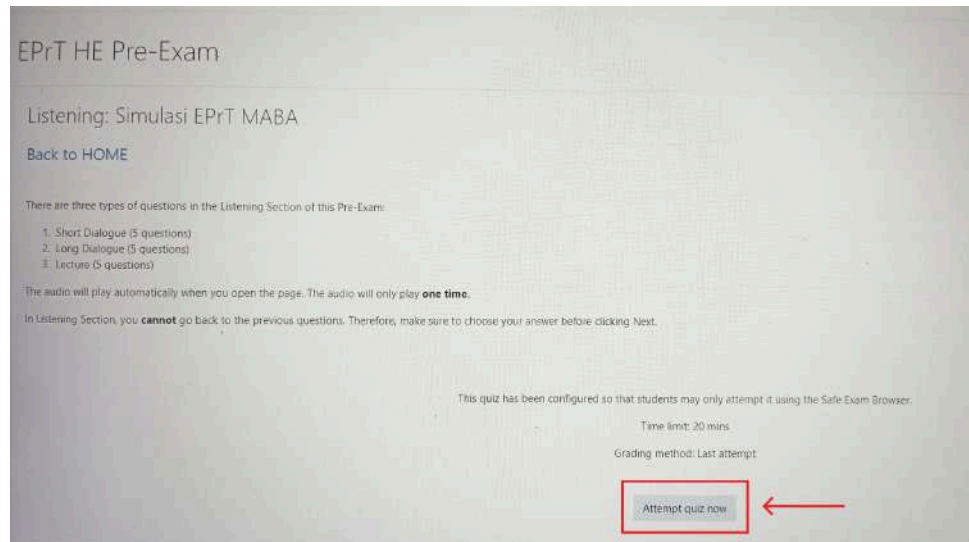 EPrT HE Pre-Exam
Listening: Simulasi EPrT MABA
Back to HOME
There are three types of questions in the Listening Section of this Pre-Exam:
1. Short Dialogue (5 questions)
2. Long Dialogue (5 questions)
3. Lecture (5 questions)
The audio will play automatically when you open the page. The audio will only play one time.
In Listening Section, you cannot go back to the previous questions. Therefore, make sure to choose your answer before clicking Next.
This quiz has been configured so that students may only attempt it using the Safe Exam Browser.
Time limit: 20 mins
Grading method: Last attempt
Attempt quiz now